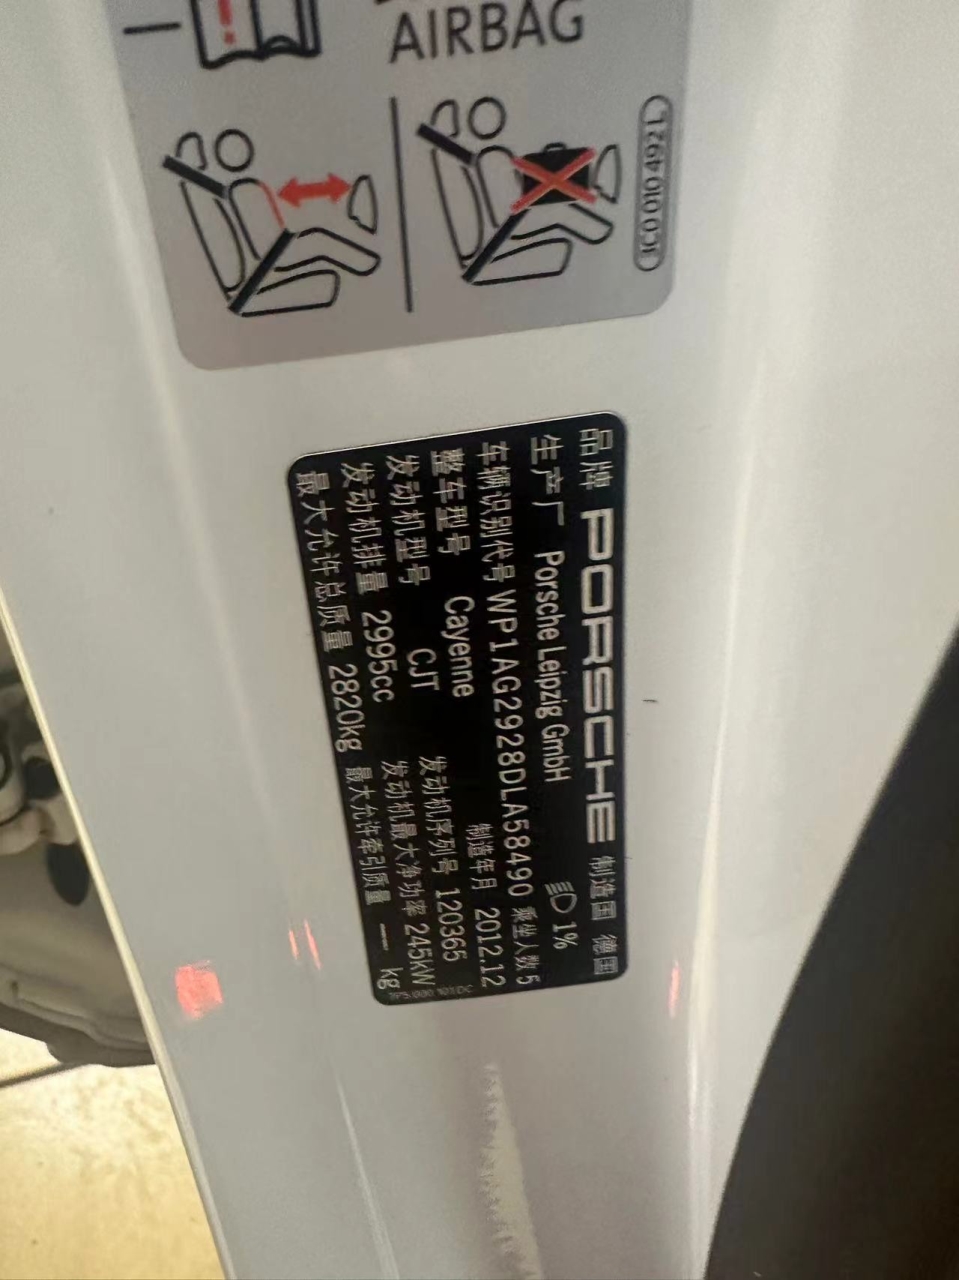 AIRBAG
1C0 010 492 L
品牌 PORSCHE 制造国 德国
生产厂 Porsche Leipzig GmbH 1%
车辆识别代号 WP1AG2928DLA58490 乘坐人数 5
整车型号 Cayenne 制造年月 2012.12
发动机型号 CJT 发动机序列号 120365
发动机排量 2995cc 发动机最大净功率 245kW
最大允许总质量 2820kg 最大允许牵引质量 — kg